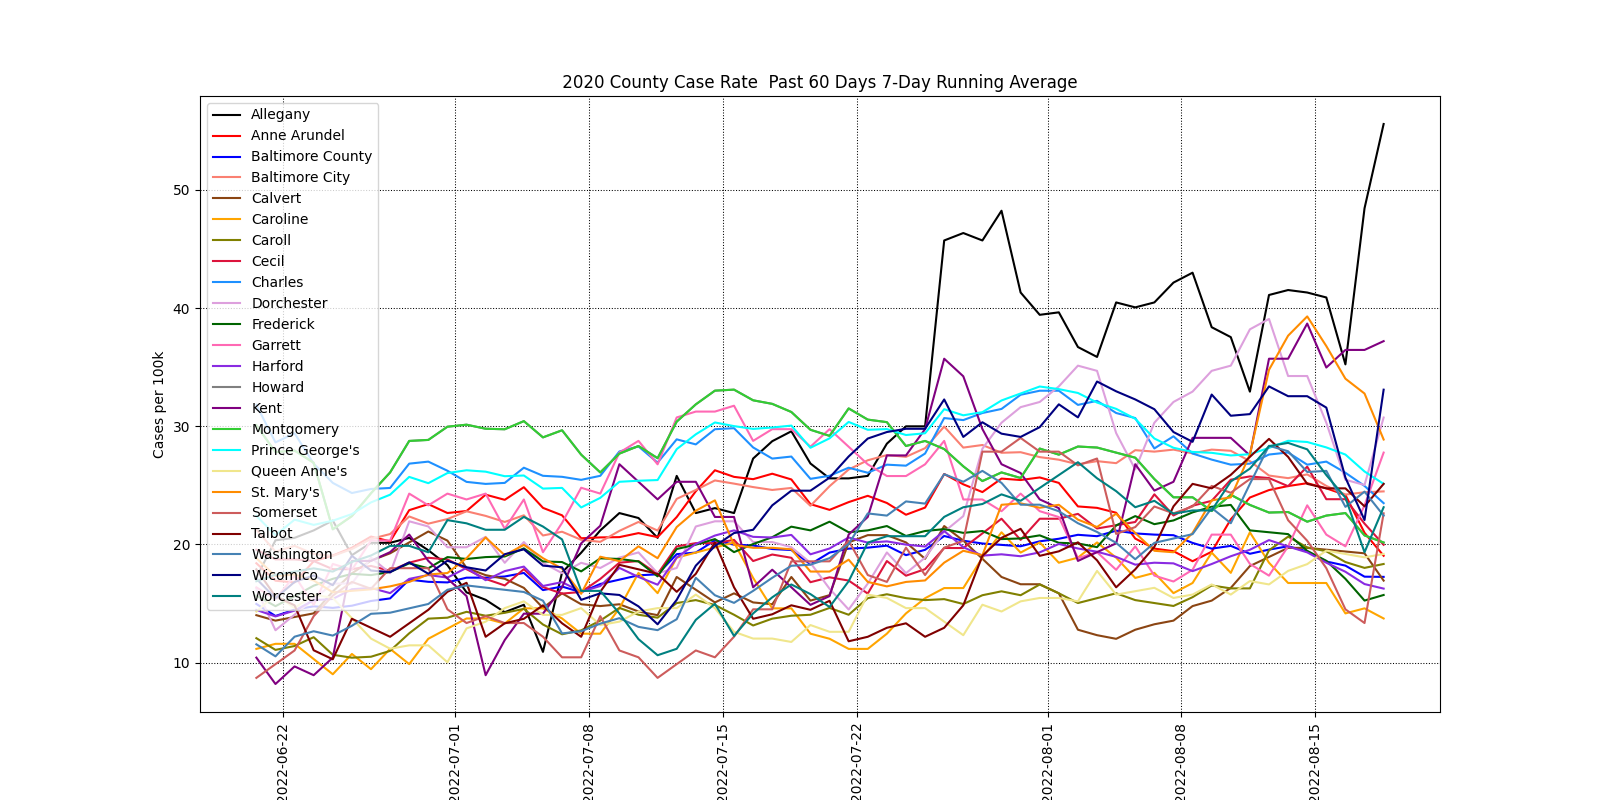 2020 County Case Rate  Past 60 Days 7-Day Running Average
Cases per 100k
50
40
30
20
10
Allegany
Anne Arundel
Baltimore County
Baltimore City
Calvert
Caroline
Caroll
Cecil
Charles
Dorchester
Frederick
Garrett
Harford
Howard
Kent
Montgomery
Prince George's
Queen Anne's
St. Mary's
Somerset
Talbot
Washington
Wicomico
Worcester
2022-06-22
2022-07-01
2022-07-08
2022-07-15
2022-07-22
2022-08-01
2022-08-08
2022-08-15